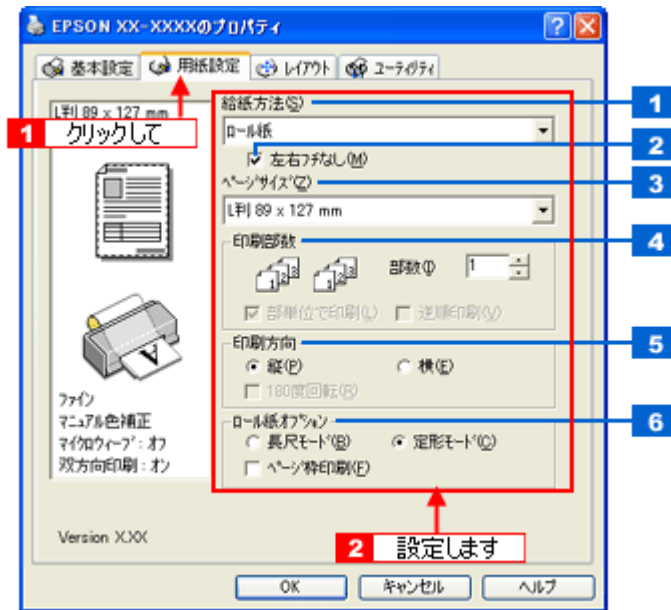 EPSON XX-XXXXのプロパティ
基本設定 用紙設定 レイアウト ユーティリティ
L判 89 x 127 mm
1 クリックして
給紙方法(S) 1
ロール紙
左右フチなし(M) 2
ページサイズ(Z) 3
L判 89 x 127 mm
印刷部数 4
部数(I) 1
部単位で印刷(L) 逆順印刷(V)
印刷方向 5
縦(P) 横(E)
180度回転(R)
ロール紙オプション 6
長尺モード(B) 定形モード(C)
ページ枠印刷(F)
ファイン
マニュアル色補正
マイクロウィーブ : オフ
双方向印刷 : オン
Version X.XX
2 設定します
OK キャンセル ヘルプ